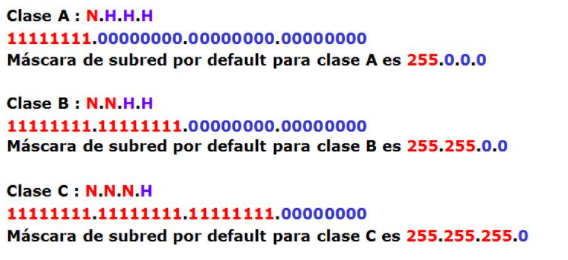 Clase A : N.H.H.H
11111111.00000000.00000000.00000000
Máscara de subred por default para clase A es 255.0.0.0
Clase B : N.N.H.H
11111111.11111111.00000000.00000000
Máscara de subred por default para clase B es 255.255.0.0
Clase C : N.N.N.H
11111111.11111111.11111111.00000000
Máscara de subred por default para clase C es 255.255.255.0